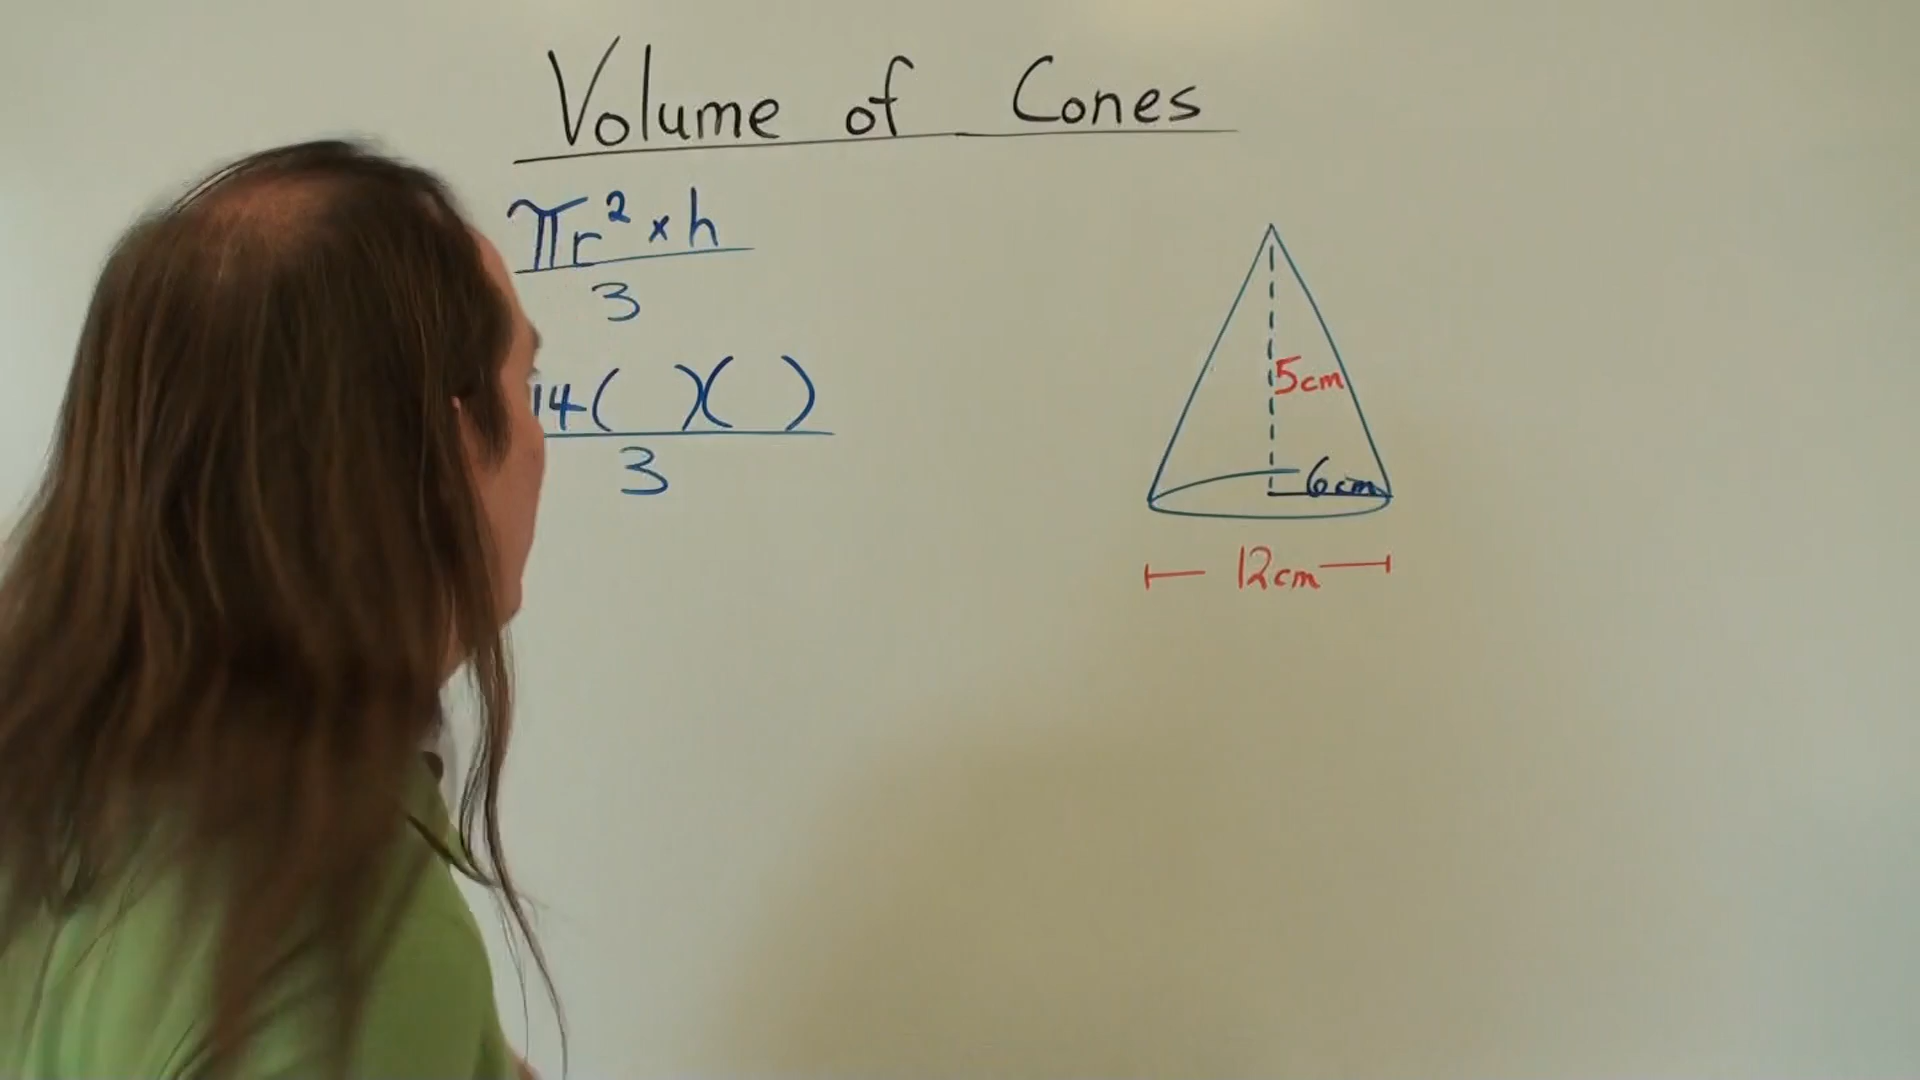 Volume of Cones
πr² × h
3
14( )( )
3
5cm
6cm
12cm